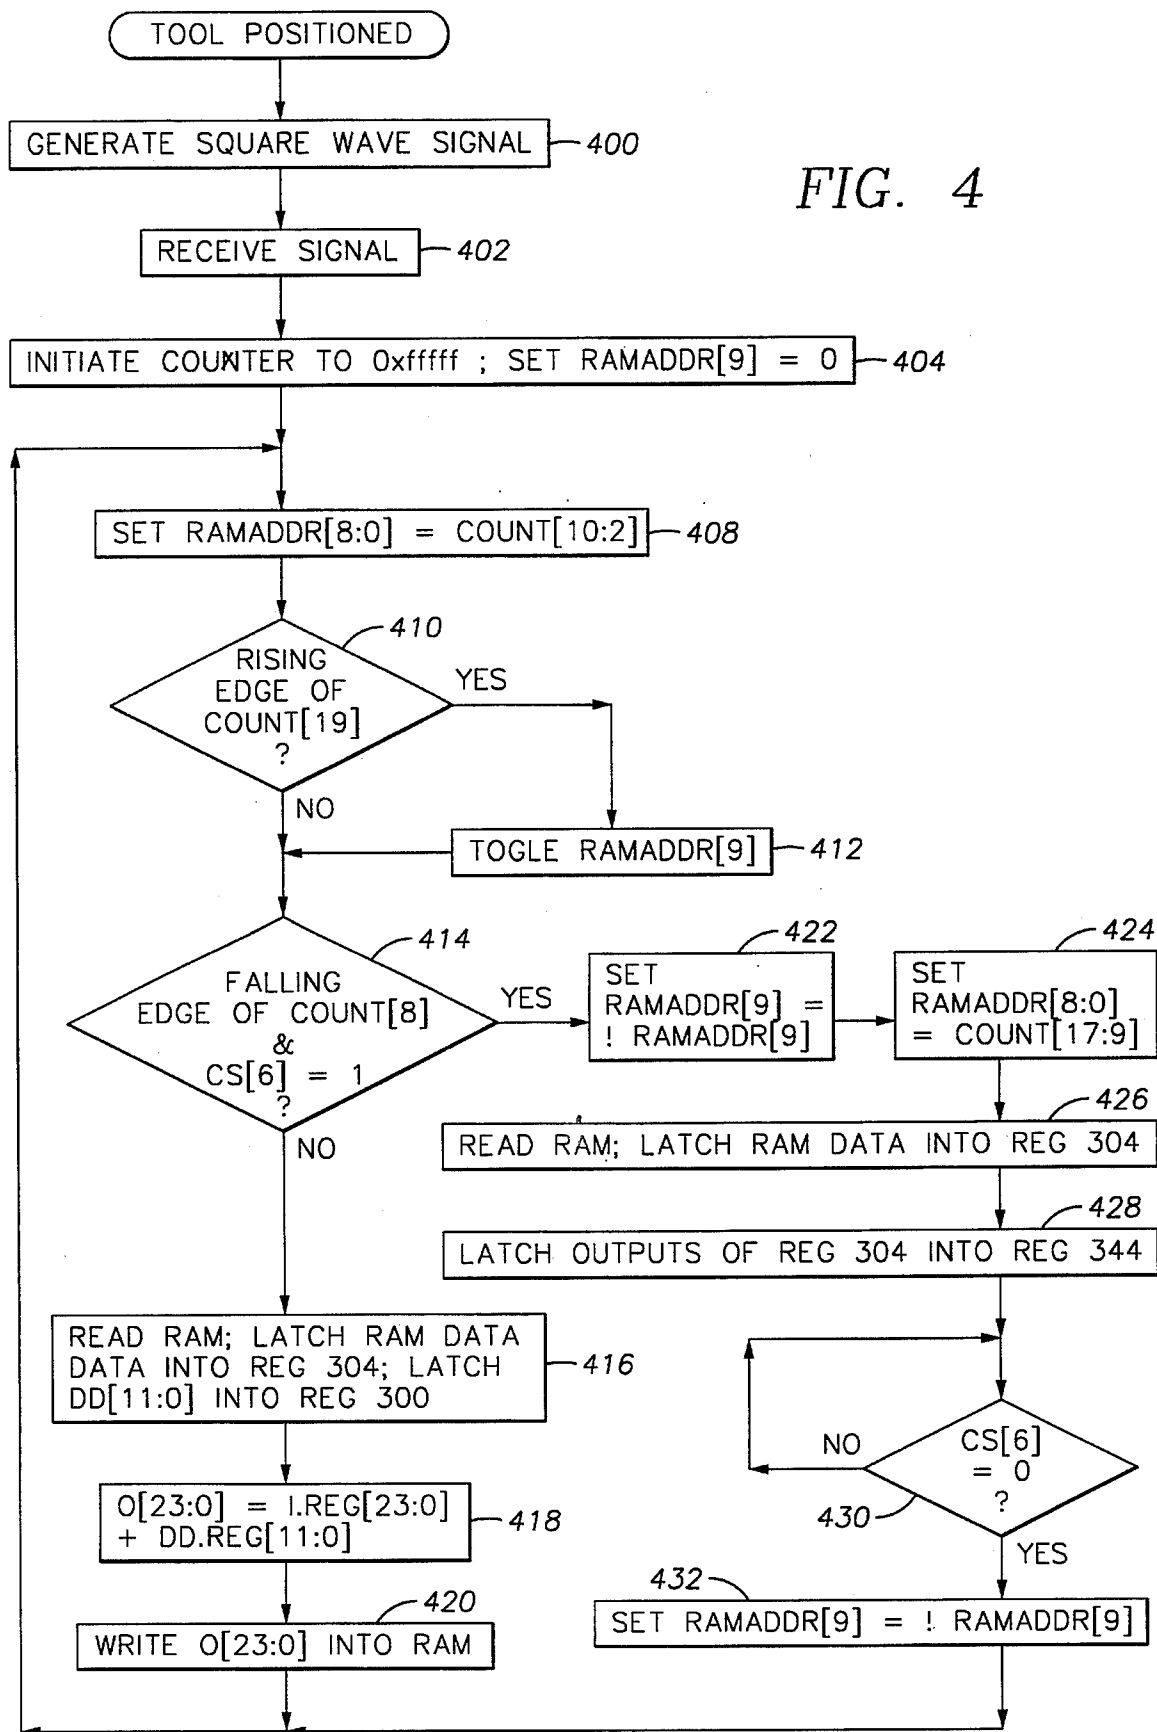 TOOL POSITIONED
GENERATE SQUARE WAVE SIGNAL
400
FIG. 4
RECEIVE SIGNAL
402
INITIATE COUNTER TO 0xfffff ; SET RAMADDR[9] = 0
404
SET RAMADDR[8:0] = COUNT[10:2]
408
410
RISING
EDGE OF
COUNT[19]
?
YES
NO
TOGLE RAMADDR[9]
412
414
FALLING
EDGE OF COUNT[8]
&
CS[6] = 1
?
YES
NO
422
SET
RAMADDR[9] =
! RAMADDR[9]
424
SET
RAMADDR[8:0]
= COUNT[17:9]
426
READ RAM; LATCH RAM DATA INTO REG 304
428
LATCH OUTPUTS OF REG 304 INTO REG 344
READ RAM; LATCH RAM DATA
DATA INTO REG 304; LATCH
DD[11:0] INTO REG 300
416
NO
CS[6]
= 0
?
430
YES
O[23:0] = I.REG[23:0]
+ DD.REG[11:0]
418
432
SET RAMADDR[9] = ! RAMADDR[9]
420
WRITE O[23:0] INTO RAM